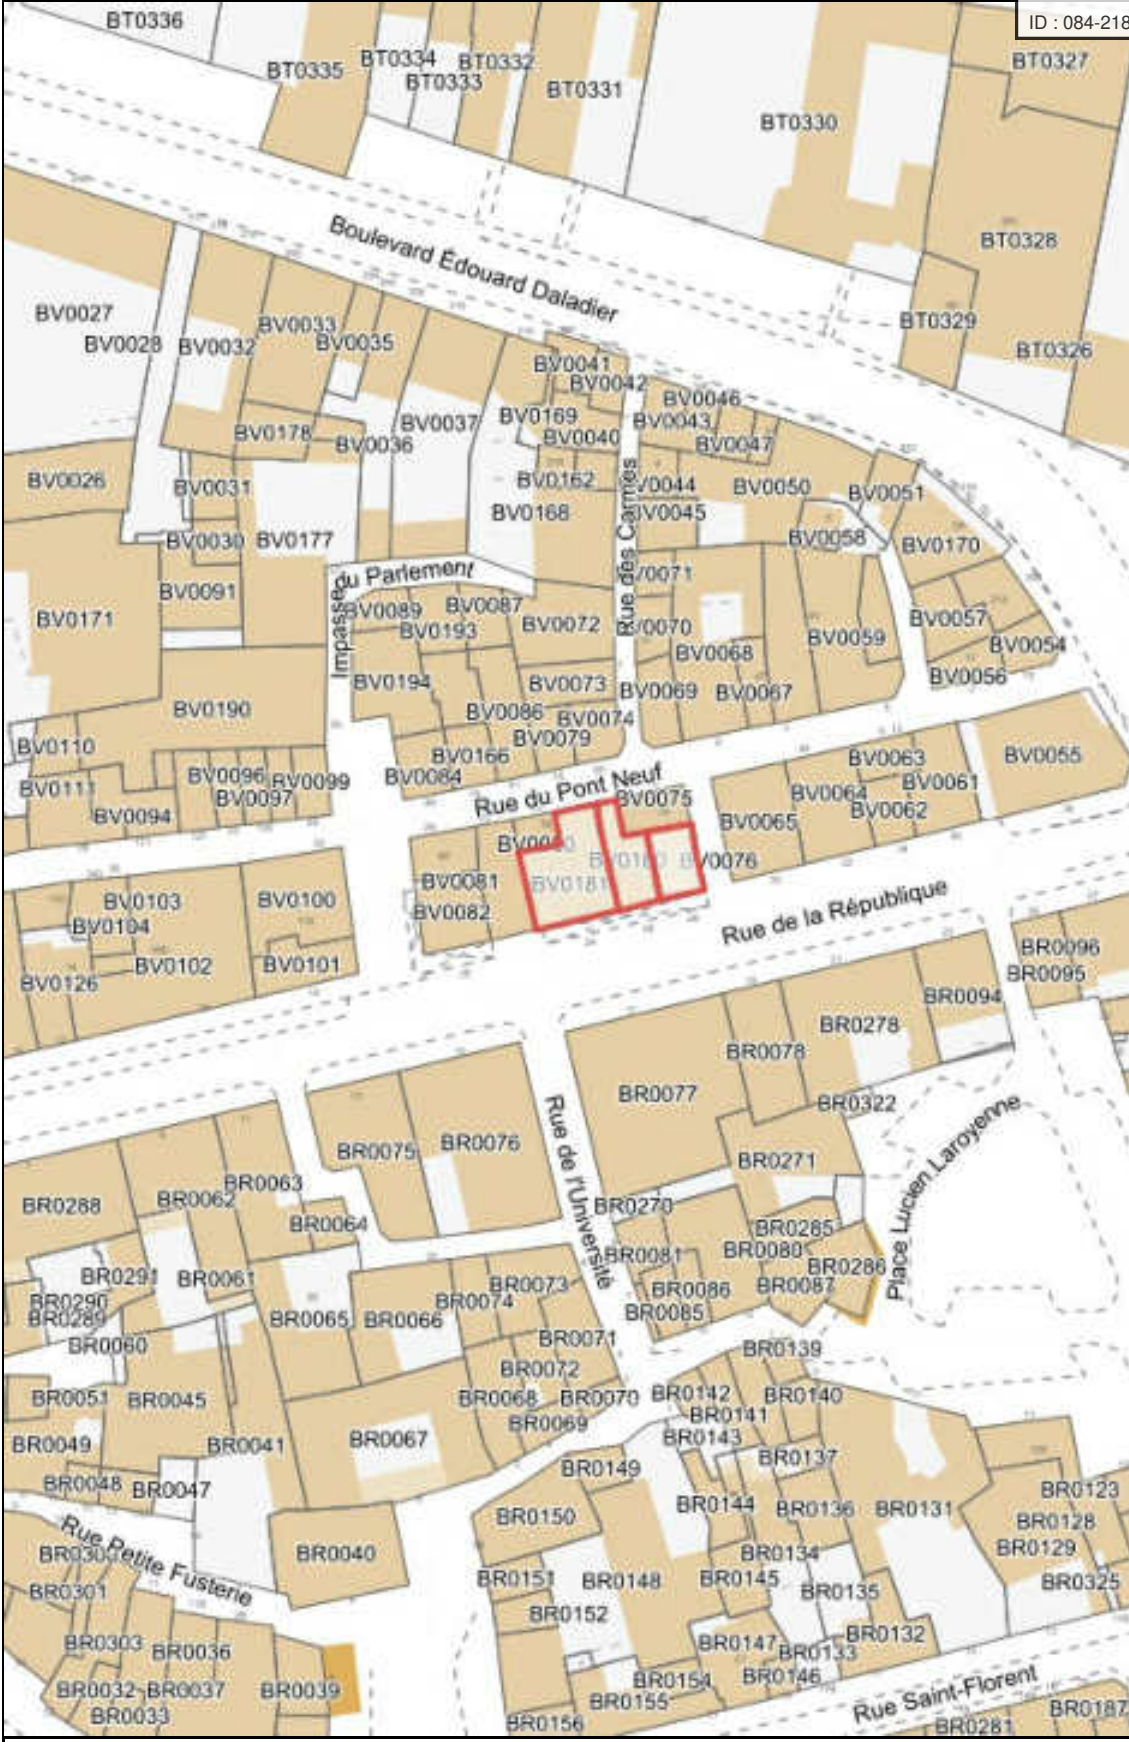 BT0336
ID : 084-218
BT0334
BT0332
BT0327
BT0335
BT0333
BT0331
BT0330
BT0328
Boulevard Édouard Daladier
BV0027
BV0028
BV0032
BV0033
BV0035
BT0329
BT0326
BV0041
BV0042
BV0046
BV0037
BV0169
BV0043
BV0178
BV0036
BV0040
BV0047
BV0026
BV0031
BV0162
V0044
BV0050
BV0051
BV0168
BV0045
BV0030
BV0177
BV0058
BV0170
Impasse du Parlement
Rue des Carmes
BV0091
V0071
BV0171
BV0089
BV0087
BV0193
BV0072
V0070
BV0057
BV0059
BV0054
BV0068
BV0056
BV0194
BV0073
BV0069
BV0067
BV0190
BV0086
BV0074
BV0110
BV0079
BV0166
BV0063
BV0055
BV0096
BV0099
BV0084
BV0111
BV0097
Rue du Pont Neuf
BV0075
BV0064
BV0061
BV0094
BV0062
BV0065
BV0076
BV0081
BV0181
BV0103
BV0100
BV0082
BV0104
Rue de la République
BV0102
BV0101
BV0126
BR0096
BR0095
BR0094
BR0278
BR0078
BR0077
BR0322
Rue de l'Université
Place Lucien Laroyenne
BR0075
BR0076
BR0271
BR0063
BR0062
BR0288
BR0270
BR0064
BR0285
BR0081
BR0080
BR0286
BR0291
BR0061
BR0073
BR0086
BR0087
BR0290
BR0074
BR0289
BR0065
BR0066
BR0085
BR0060
BR0071
BR0139
BR0072
BR0051
BR0045
BR0068
BR0070
BR0142
BR0140
BR0141
BR0069
BR0049
BR0041
BR0067
BR0143
BR0137
BR0149
BR0048
BR0047
BR0123
BR0144
BR0136
BR0131
BR0150
BR0128
Rue Petite Fusterie
BR0129
BR0040
BR0134
BR0301
BR0151
BR0148
BR0145
BR0135
BR0325
BR0152
BR0303
BR0036
BR0147
BR0132
BR0133
BR0154
BR0146
BR0032
BR0037
BR0039
BR0155
Rue Saint-Florent
BR0033
BR0156
BR0281
BR0187